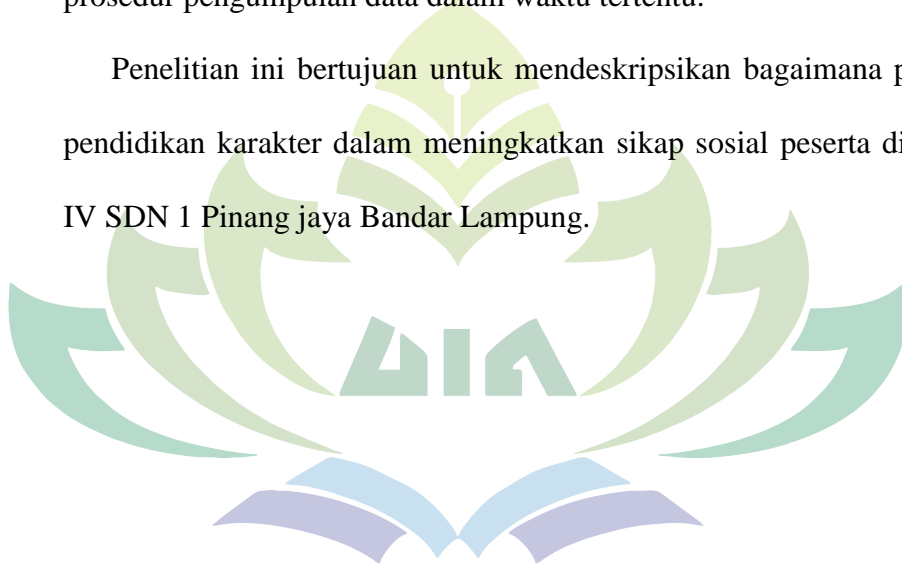 prosedur pengumpulan data dalam waktu tertentu.
Penelitian ini bertujuan untuk mendeskripsikan bagaimana p
pendidikan karakter dalam meningkatkan sikap sosial peserta di
IV SDN 1 Pinang jaya Bandar Lampung.
UIN